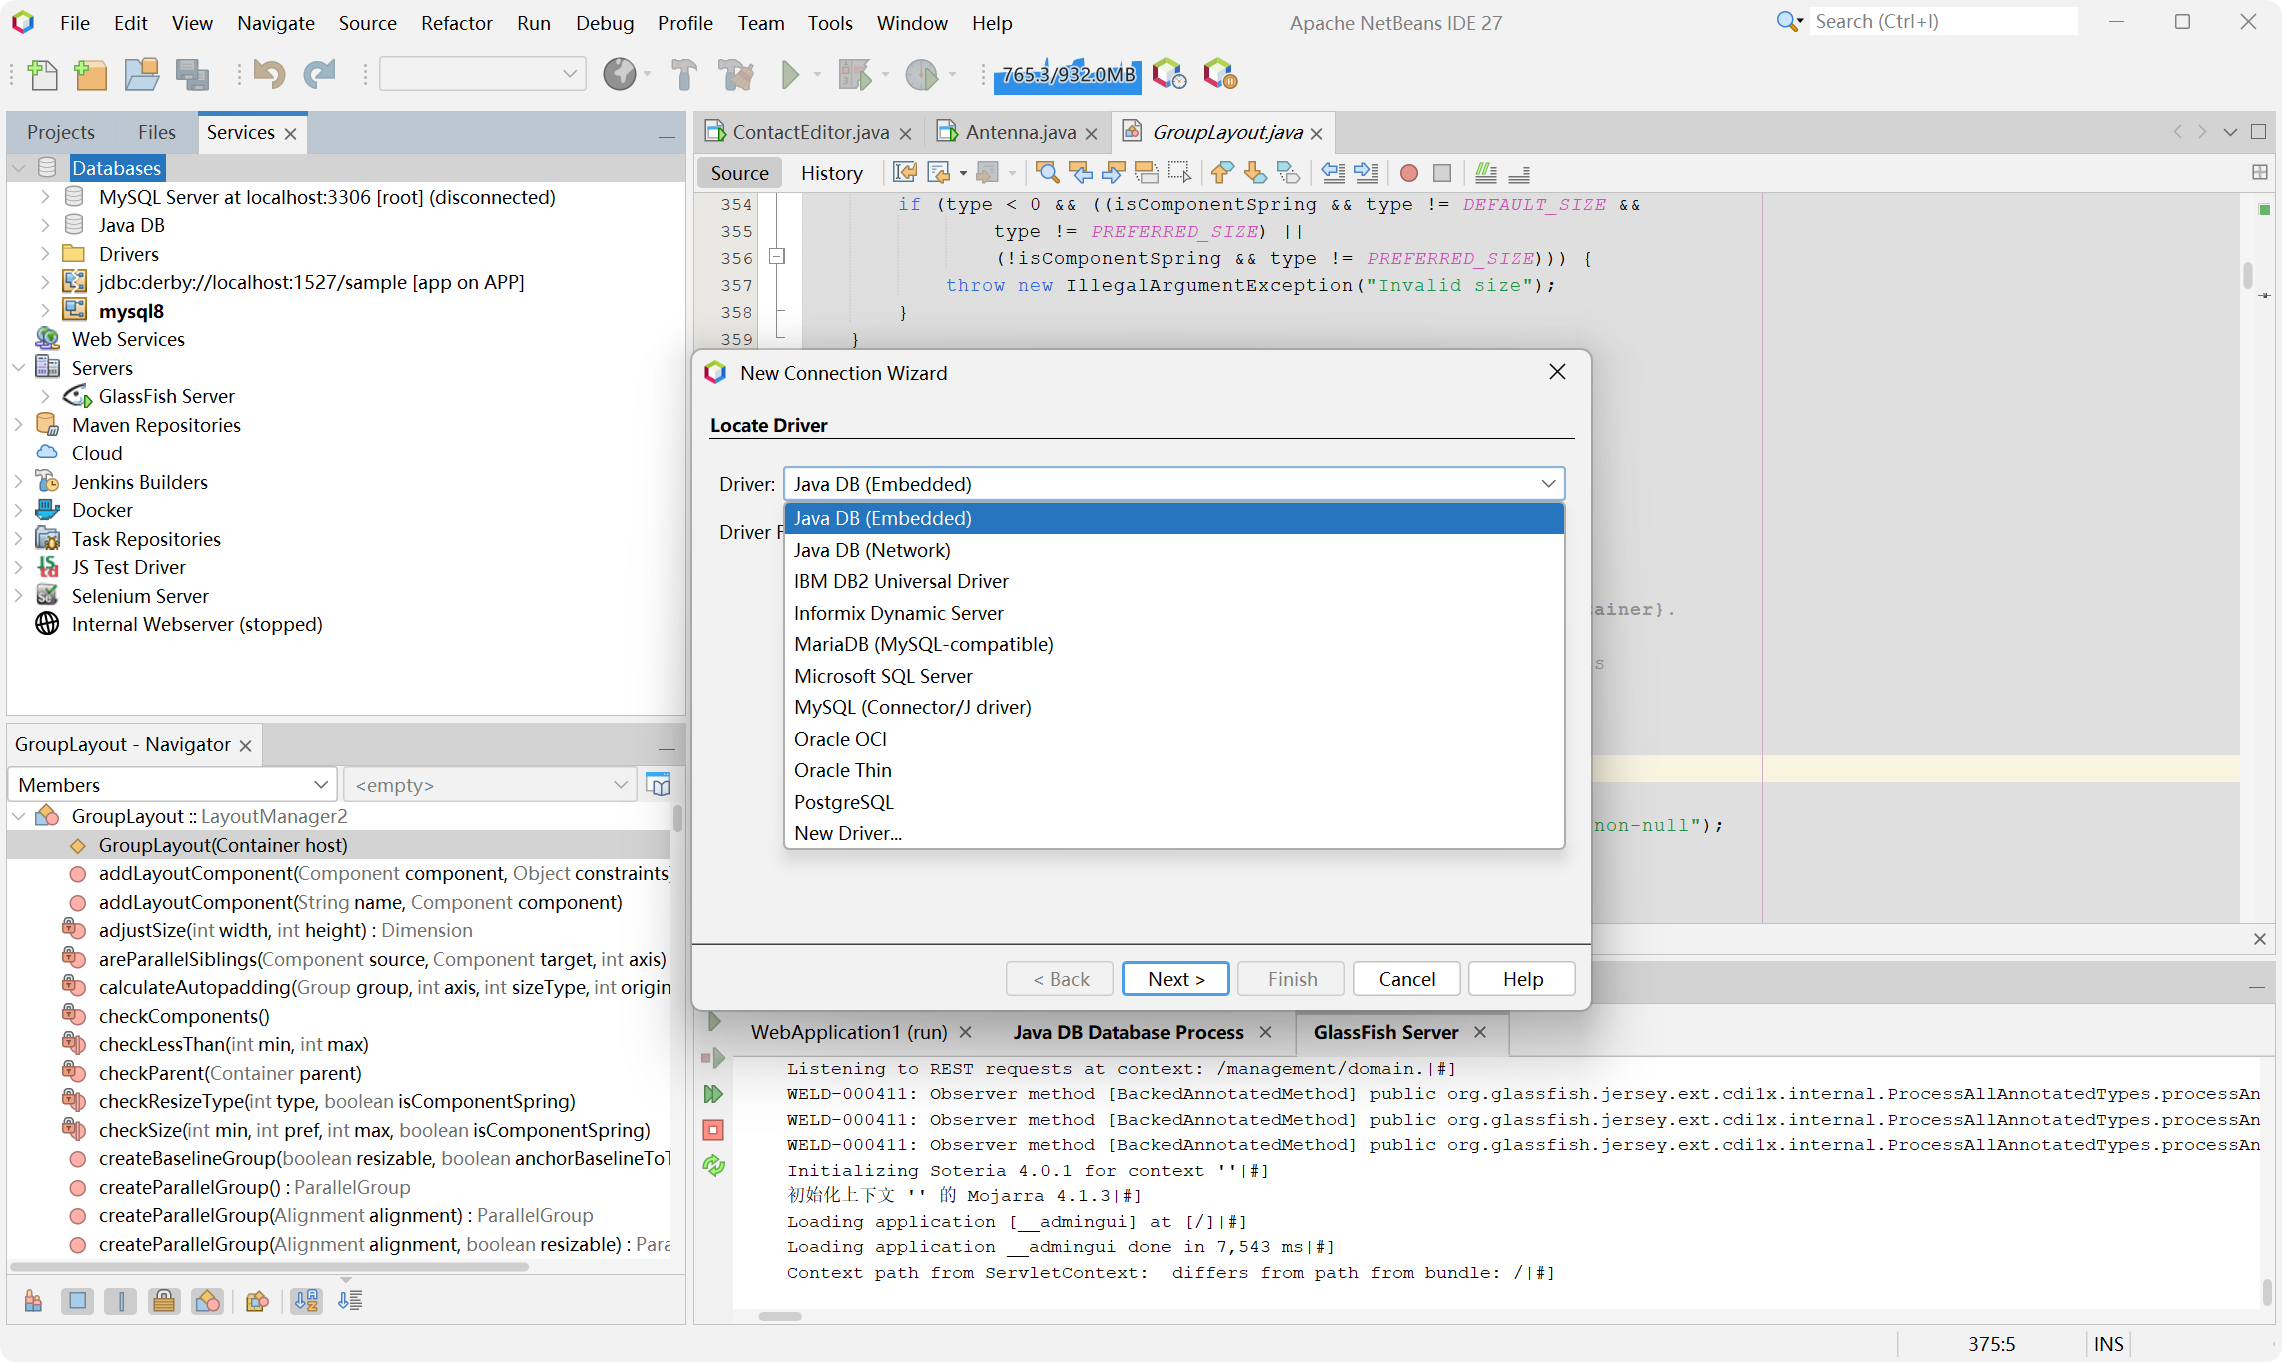 File Edit View Navigate Source Refactor Run Debug Profile Team Tools Window Help
Apache NetBeans IDE 27
Search (Ctrl+I)
765.3/932.0MB
Projects Files Services
Databases
MySQL Server at localhost:3306 [root] (disconnected)
Java DB
Drivers
jdbc:derby://localhost:1527/sample [app on APP]
mysql8
Web Services
Servers
GlassFish Server
Maven Repositories
Cloud
Jenkins Builders
Docker
Task Repositories
JS Test Driver
Selenium Server
Internal Webserver (stopped)
GroupLayout - Navigator
Members
<empty>
GroupLayout :: LayoutManager2
GroupLayout(Container host)
addLayoutComponent(Component component, Object constraints)
addLayoutComponent(String name, Component component)
adjustSize(int width, int height) : Dimension
areParallelSiblings(Component source, Component target, int axis)
calculateAutopadding(Group group, int axis, int sizeType, int origin
checkComponents()
checkLessThan(int min, int max)
checkParent(Container parent)
checkResizeType(int type, boolean isComponentSpring)
checkSize(int min, int pref, int max, boolean isComponentSpring)
createBaselineGroup(boolean resizable, boolean anchorBaselineToT
createParallelGroup() : ParallelGroup
createParallelGroup(Alignment alignment) : ParallelGroup
createParallelGroup(Alignment alignment, boolean resizable) : Para
ContactEditor.java Antenna.java GroupLayout.java
Source History
354 if (type < 0 && ((isComponentSpring && type != DEFAULT_SIZE &&
355 type != PREFERRED_SIZE) ||
356 (!isComponentSpring && type != PREFERRED_SIZE))) {
357 throw new IllegalArgumentException("Invalid size");
358 }
359 }
ainer}.
s
non-null");
New Connection Wizard
Locate Driver
Driver: Java DB (Embedded)
Driver F
Java DB (Embedded)
Java DB (Network)
IBM DB2 Universal Driver
Informix Dynamic Server
MariaDB (MySQL-compatible)
Microsoft SQL Server
MySQL (Connector/J driver)
Oracle OCI
Oracle Thin
PostgreSQL
New Driver...
< Back Next > Finish Cancel Help
WebApplication1 (run) Java DB Database Process GlassFish Server
Listening to REST requests at context: /management/domain.|#]
WELD-000411: Observer method [BackedAnnotatedMethod] public org.glassfish.jersey.ext.cdi1x.internal.ProcessAllAnnotatedTypes.processAn
WELD-000411: Observer method [BackedAnnotatedMethod] public org.glassfish.jersey.ext.cdi1x.internal.ProcessAllAnnotatedTypes.processAn
WELD-000411: Observer method [BackedAnnotatedMethod] public org.glassfish.jersey.ext.cdi1x.internal.ProcessAllAnnotatedTypes.processAn
Initializing Soteria 4.0.1 for context ''|#]
初始化上下文 '' 的 Mojarra 4.1.3|#]
Loading application [__admingui] at [/]|#]
Loading application __admingui done in 7,543 ms|#]
Context path from ServletContext:  differs from path from bundle: /|#]
375:5 INS